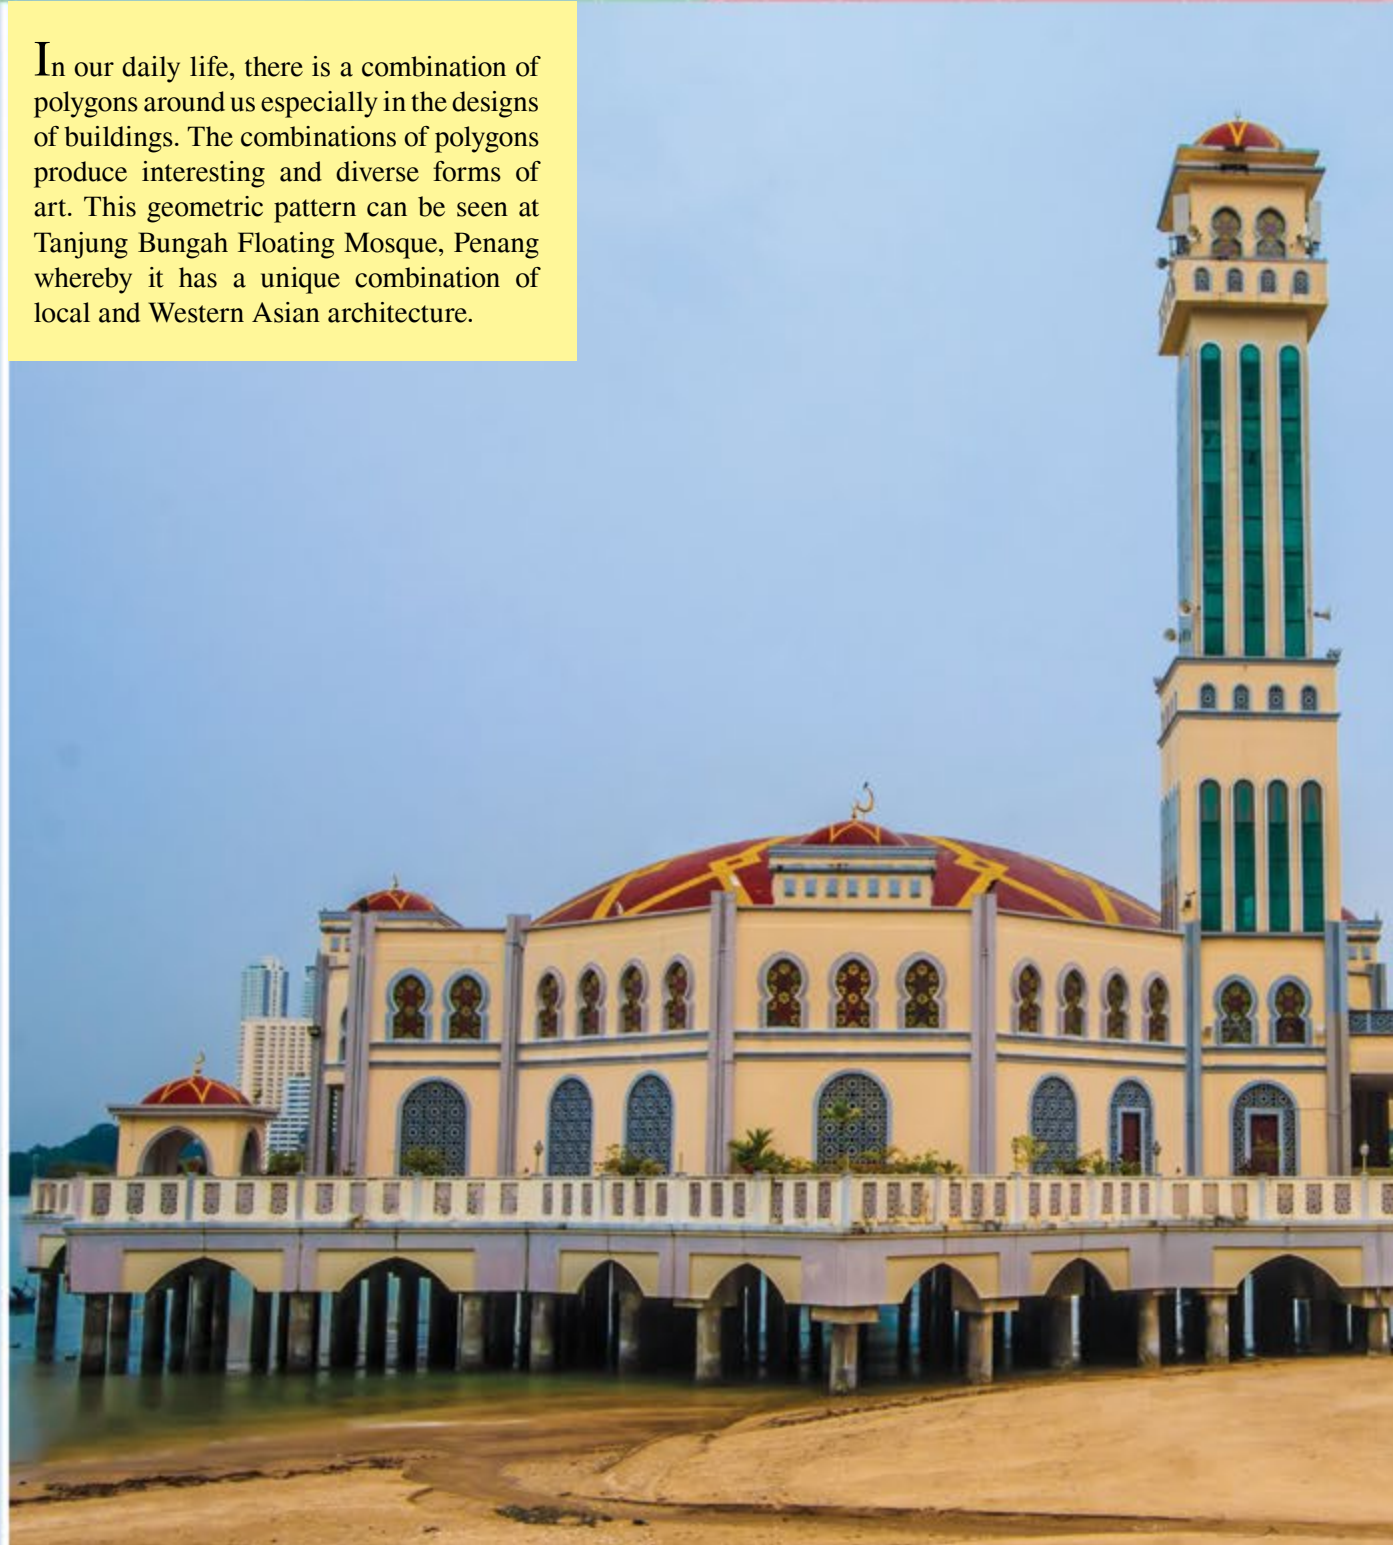 In our daily life, there is a combination of
polygons around us especially in the designs
of buildings. The combinations of polygons
produce interesting and diverse forms of
art. This geometric pattern can be seen at
Tanjung Bungah Floating Mosque, Penang
whereby it has a unique combination of
local and Western Asian architecture.